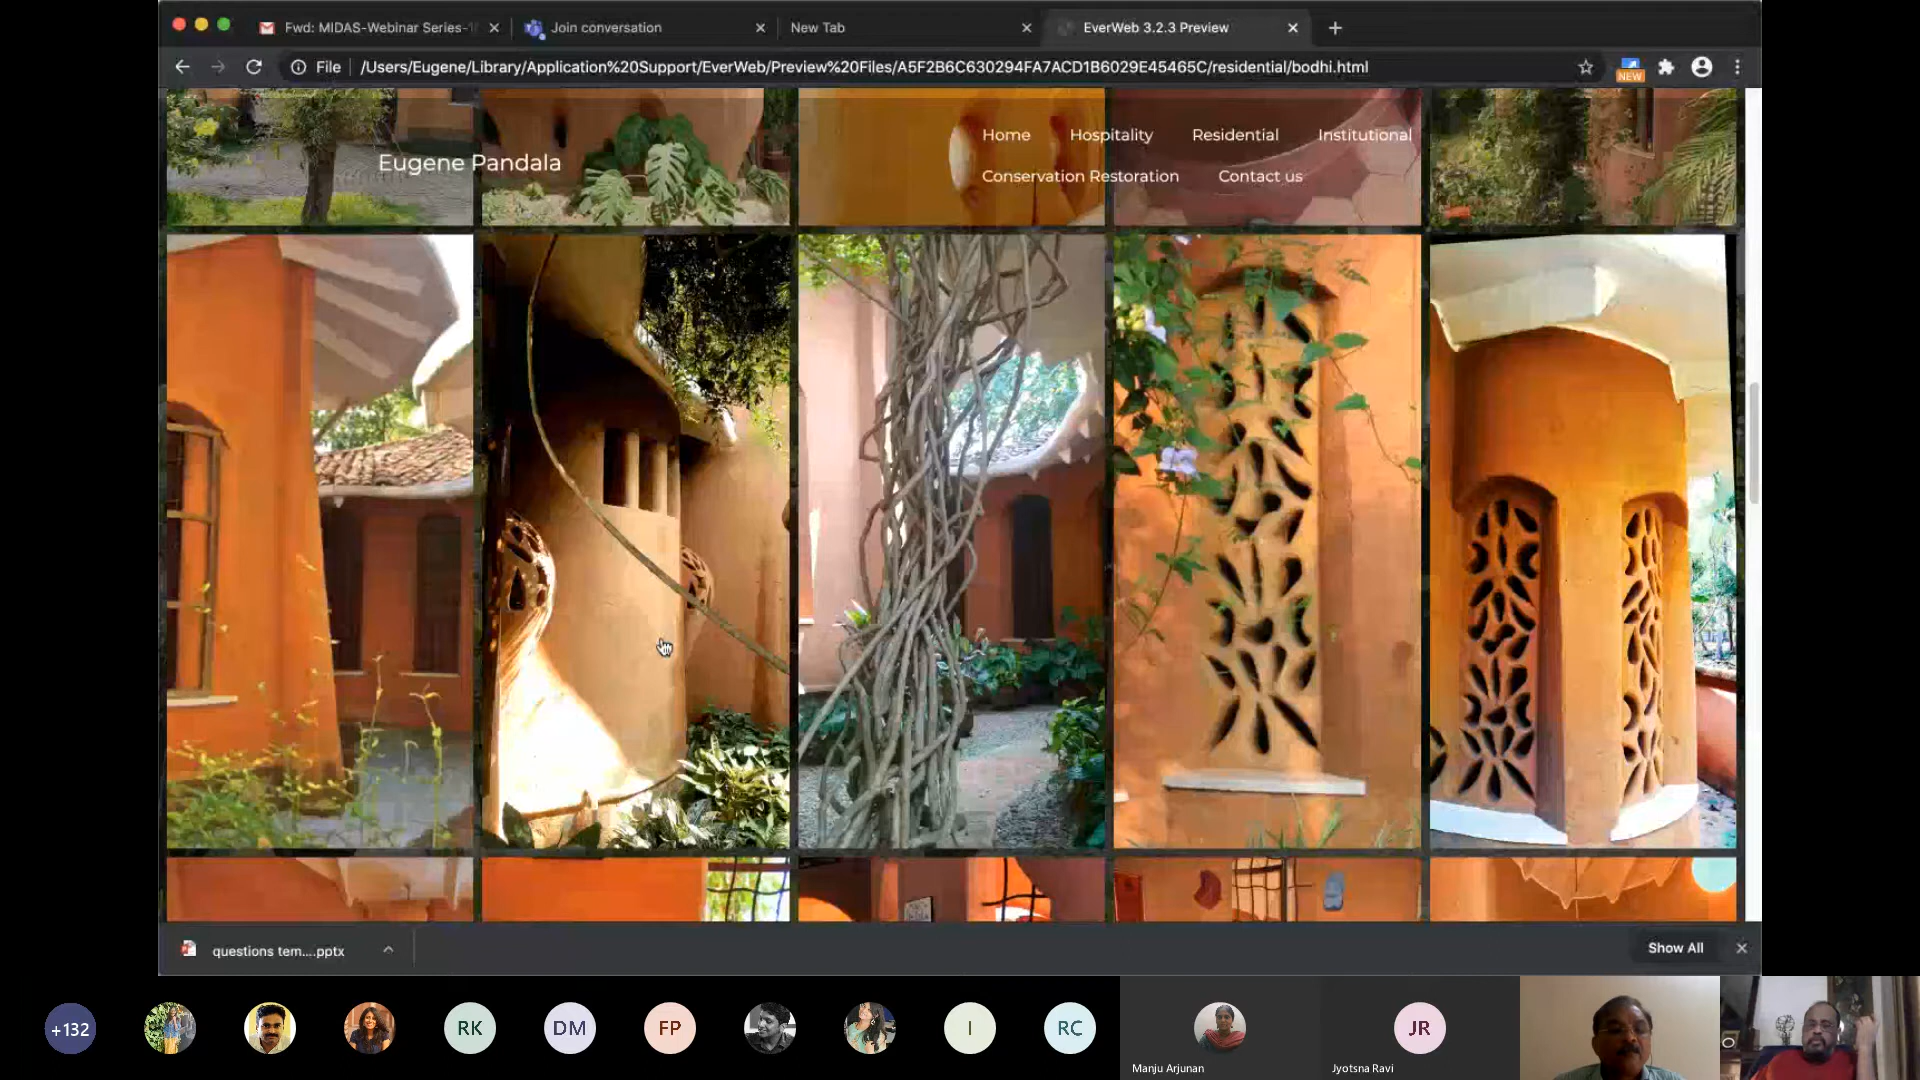 Fwd: MIDAS-Webinar Series-
Join conversation
New Tab
EverWeb 3.2.3 Preview
File
/Users/Eugene/Library/Application%20Support/EverWeb/Preview%20Files/A5F2B6C630294FA7ACD1B6029E45465C/residential/bodhi.html
NEW
Eugene Pandala
Home Hospitality Residential Institutional
Conservation Restoration Contact us
questions tem....pptx
Show All
+132
RK
DM
FP
I
RC
JR
Manju Arjunan
Jyotsna Ravi